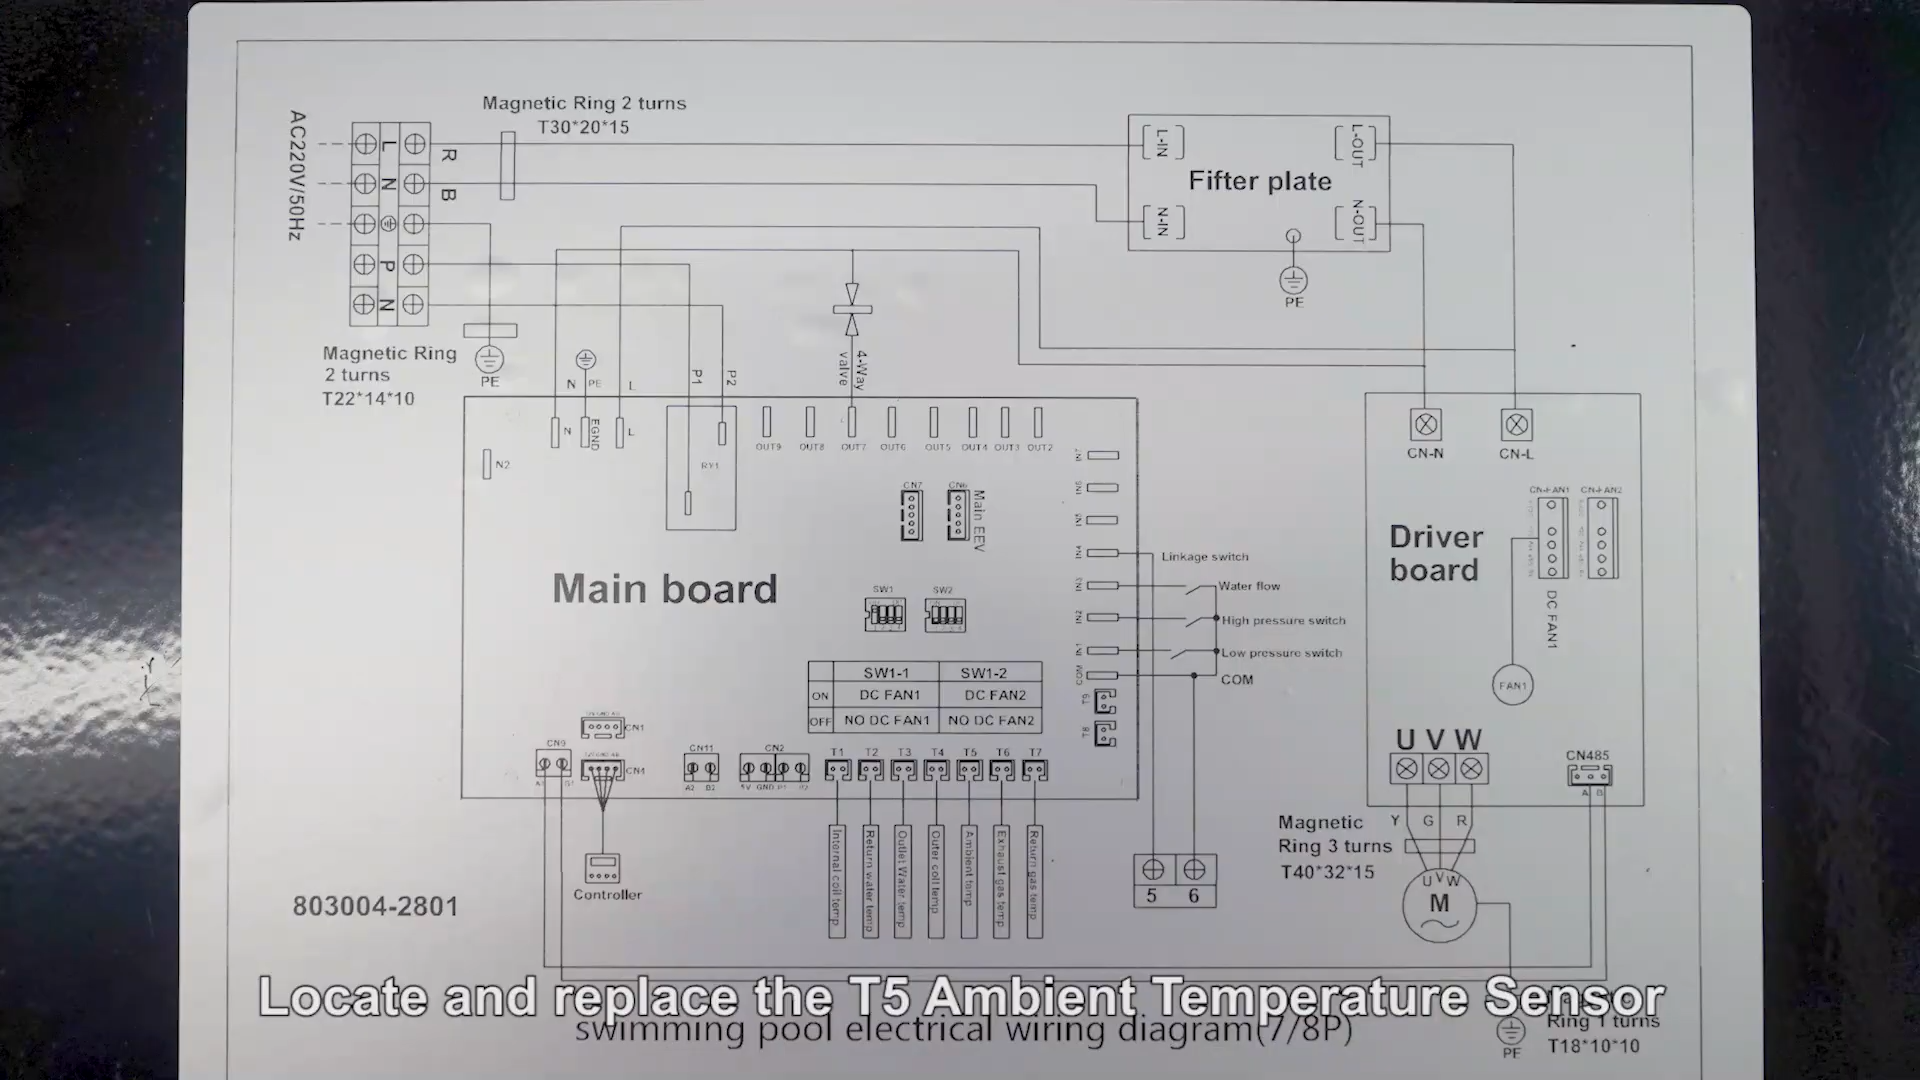 Magnetic Ring 2 turns
T30*20*15
AC220V/50Hz
L
N
P
N
R
B
L-IN
N-IN
Fifter plate
L-OUT
N-OUT
PE
Magnetic Ring
2 turns
T22*14*10
PE
N
PE
L
P1
P2
4-Way
valve
N
EGND
L
N2
RY1
OUT9
OUT8
OUT7
OUT6
OUT5
OUT4
OUT3
OUT2
CN7
CN6
Main EEV
Main board
SW1
SW2
SW1-1
SW1-2
ON
DC FAN1
DC FAN2
OFF
NO DC FAN1
NO DC FAN2
Linkage switch
Water flow
High pressure switch
Low pressure switch
COM
COM
CN-N
CN-L
CN-FAN1
CN-FAN2
Driver
board
DC FAN1
FAN1
U V W
CN485
A
B
CN1
CN9
CN4
CN11
A2
B2
CN2
5V
GND
T1
T2
T3
T4
T5
T6
T7
Internal coil temp
Return water temp
Outlet Water temp
Outer coil temp
Ambient temp
Exhaust gas temp
Return gas temp
Controller
5
6
Magnetic
Ring 3 turns
T40*32*15
Y
G
R
U
V
W
M
803004-2801
Locate and replace the T5 Ambient Temperature Sensor
swimming pool electrical wiring diagram(7/8P)
PE
Ring 1 turns
T18*10*10